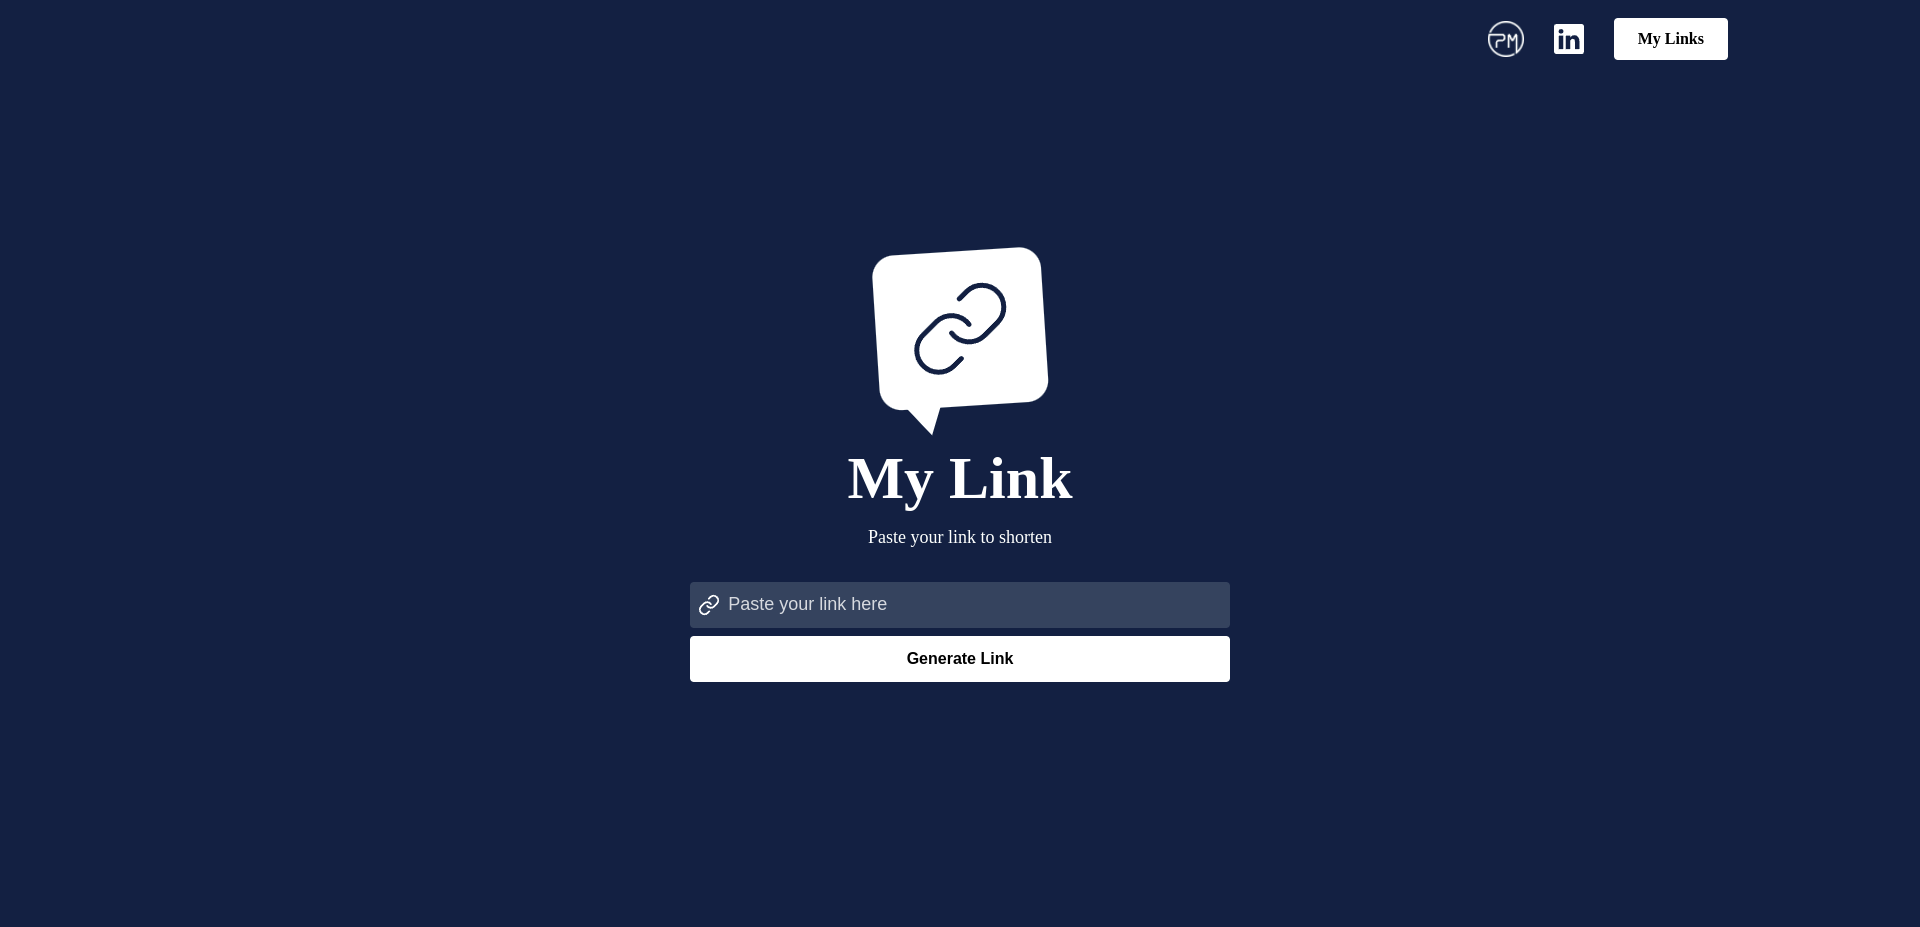 PM
in
My Links
My Link
Paste your link to shorten
Paste your link here
Generate Link